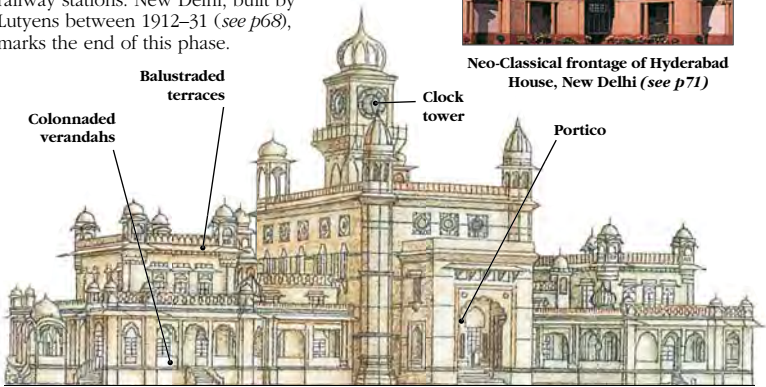 railway stations. New Delhi, built by
Lutyens between 1912–31 (see p68),
marks the end of this phase.
Neo-Classical frontage of Hyderabad
House, New Delhi (see p71)
Balustraded
terraces
Colonnaded
verandahs
Clock
tower
Portico